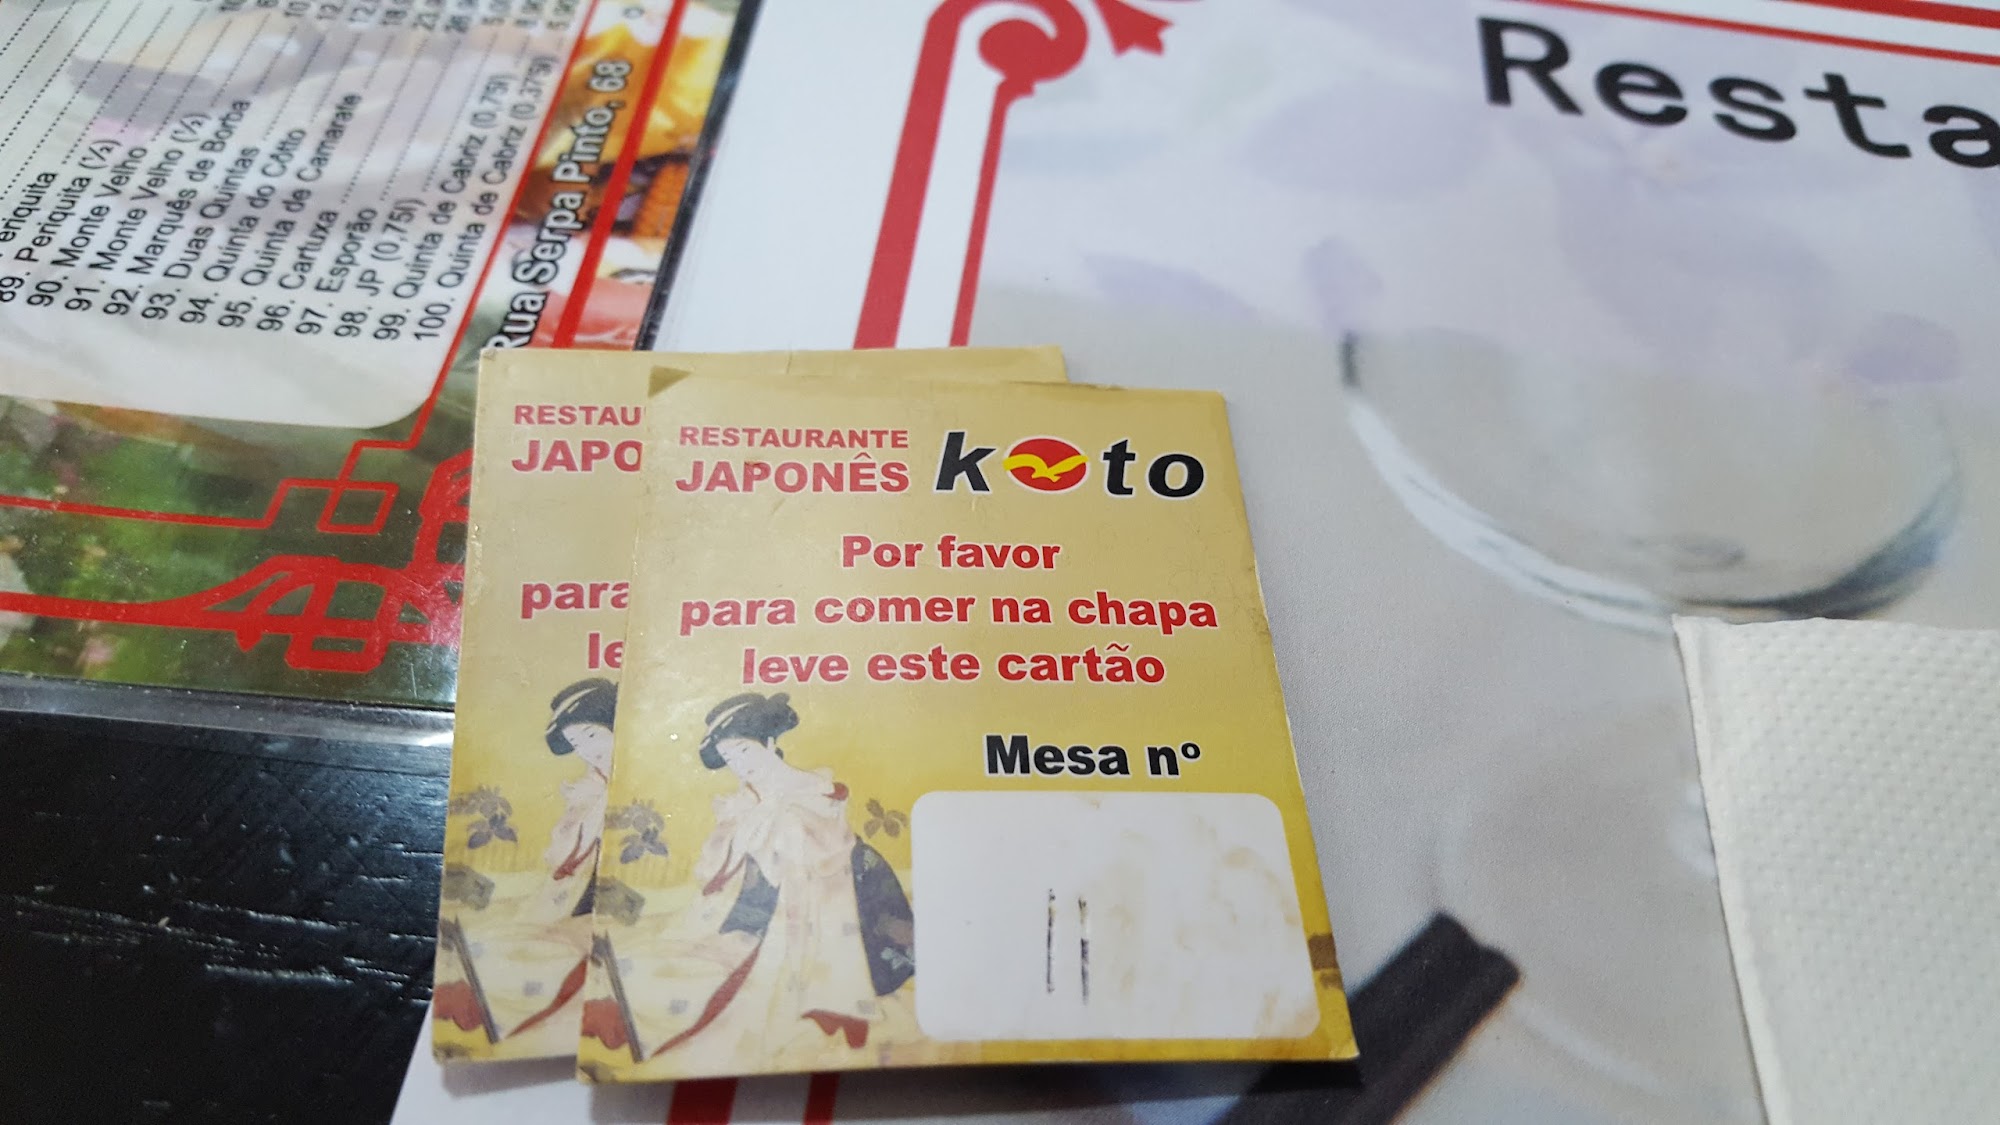 eriquita
89. Periquita (½)
90. Monte Velho
91. Monte Velho (½)
92. Marquês de Borba
93. Duas Quintas
94. Quinta do Côtto
95. Quinta de Camarate
96. Cartuxa
97. Esporão
98. JP (0,75l)
99. Quinta de Cabriz (0,75l)
100. Quinta de Cabriz (0,375l)
Rua Serpa Pinto, 68
Resta
RESTAU
JAPO
para
le
RESTAURANTE
JAPONÊS koto
Por favor
para comer na chapa
leve este cartão
Mesa nº
11